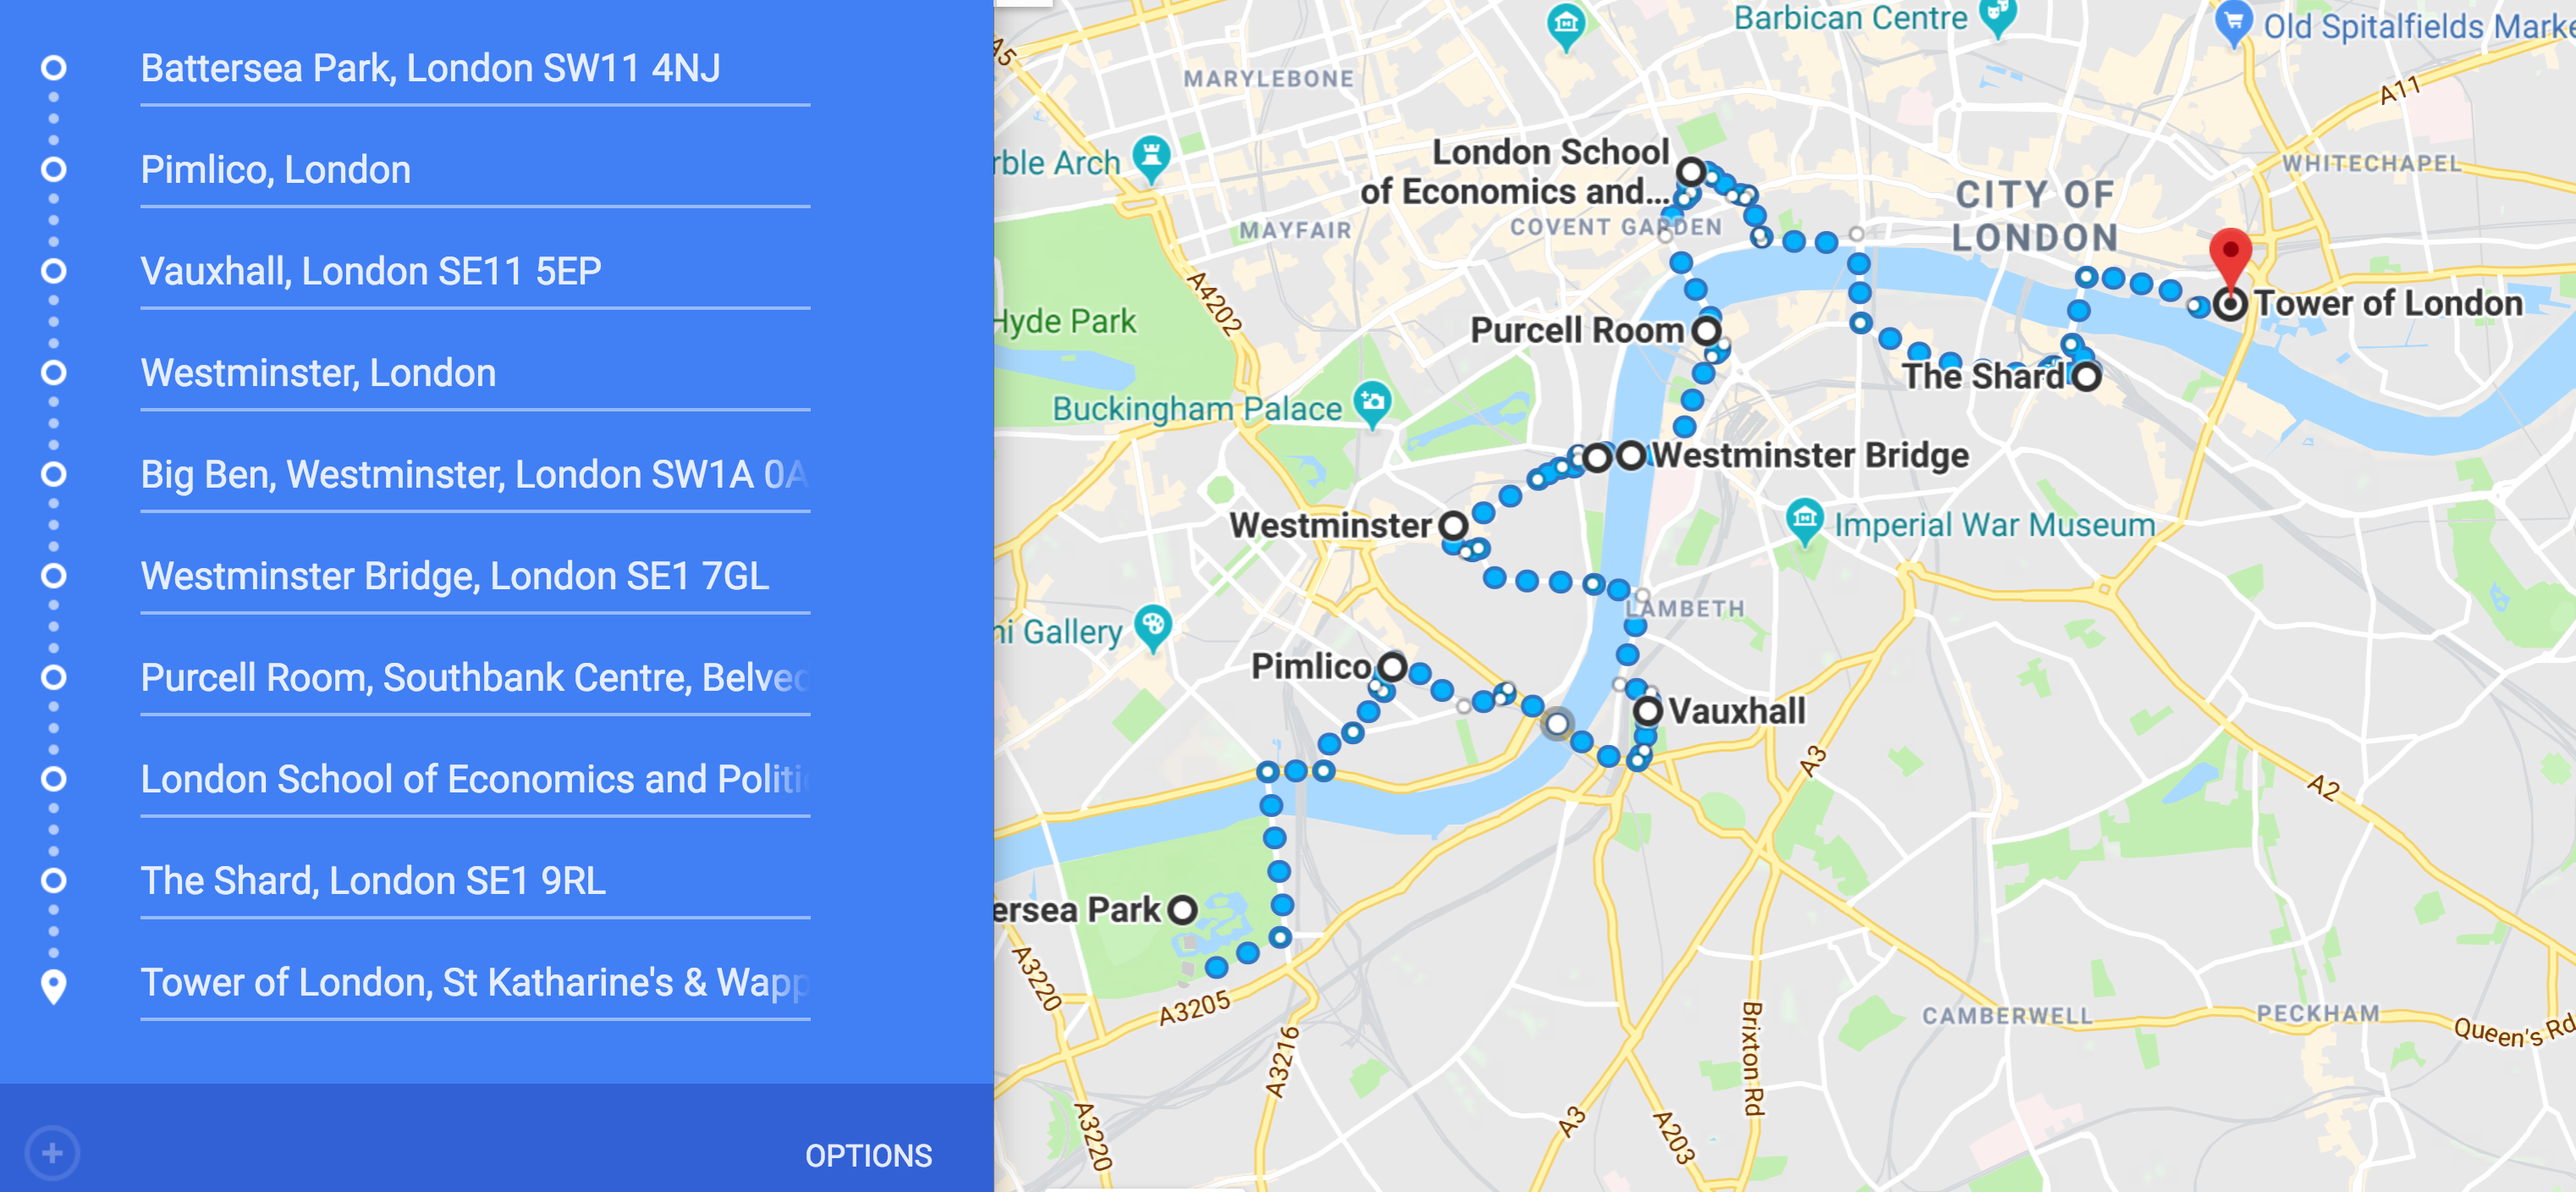 Battersea Park, London SW11 4NJ
Pimlico, London
Vauxhall, London SE11 5EP
Westminster, London
Big Ben, Westminster, London SW1A 0A
Westminster Bridge, London SE1 7GL
Purcell Room, Southbank Centre, Belved
London School of Economics and Politi
The Shard, London SE1 9RL
Tower of London, St Katharine's & Wapp
OPTIONS
A5
Barbican Centre
Old Spitalfields Marke
MARYLEBONE
A11
rble Arch
London School
of Economics and...
WHITECHAPEL
CITY OF
LONDON
MAYFAIR
COVENT GARDEN
A4202
Hyde Park
Purcell Room
Tower of London
The Shard
Buckingham Palace
Westminster Bridge
Westminster
Imperial War Museum
LAMBETH
ni Gallery
Pimlico
Vauxhall
A3
A2
ersea Park
A3220
A3205
A3216
Brixton Rd
CAMBERWELL
PECKHAM
Queen's Rd
A3220
A3
A203